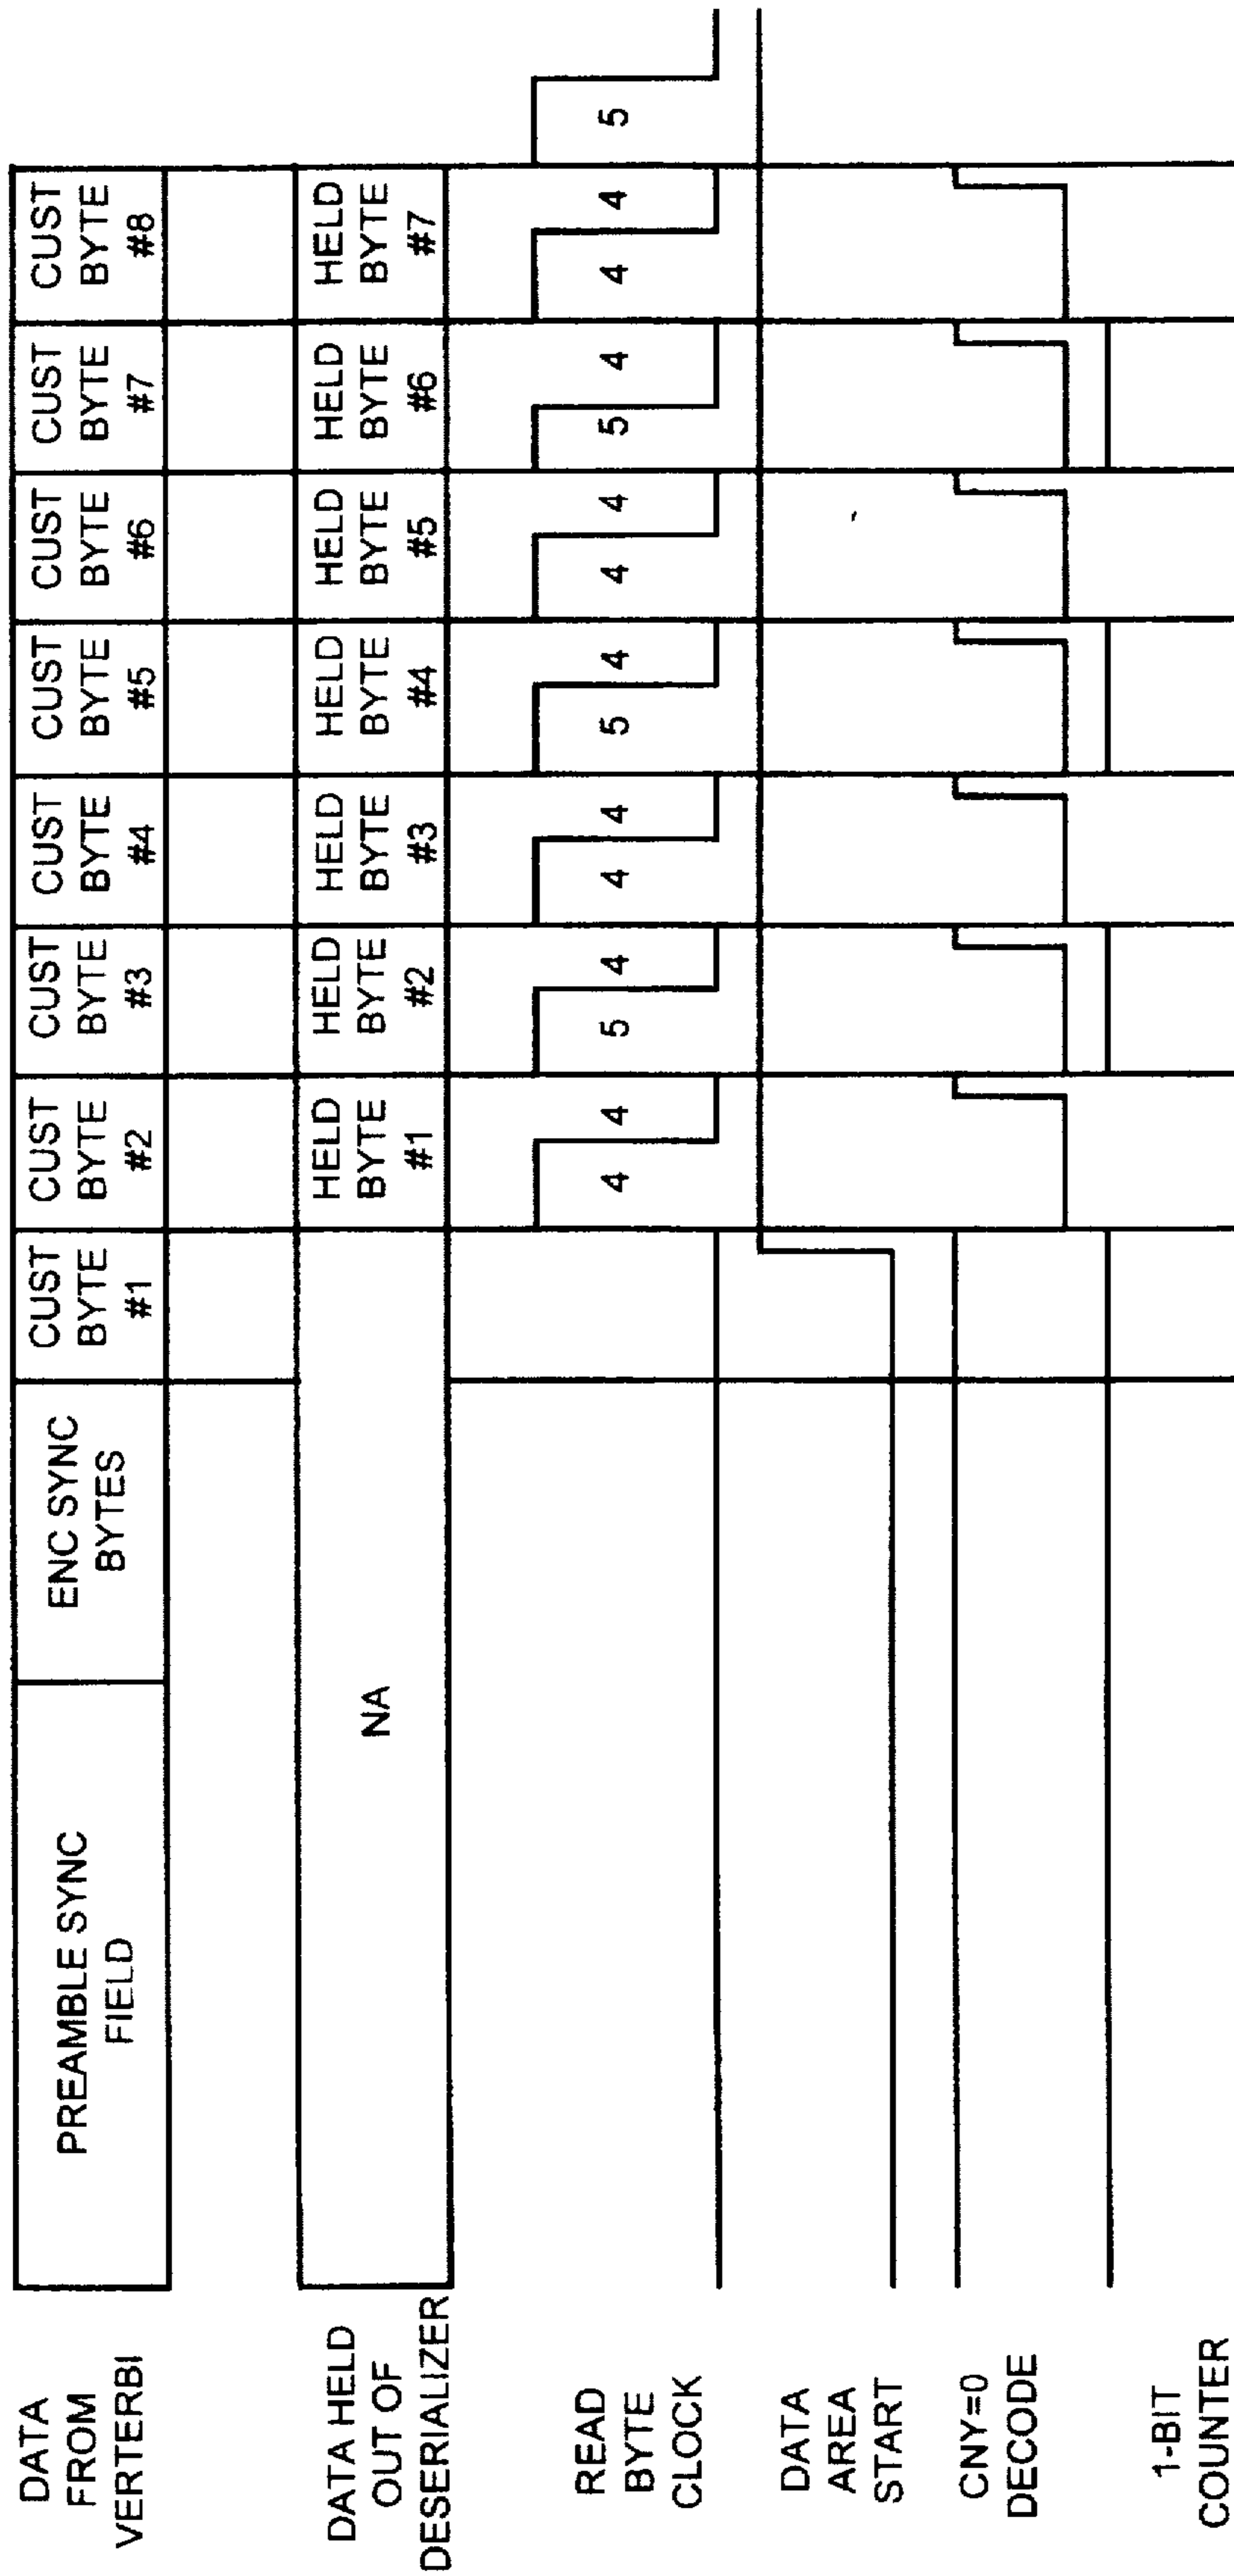 DATA
FROM
VERTERBI
PREAMBLE SYNC
FIELD
ENC SYNC
BYTES
CUST
BYTE
#1
CUST
BYTE
#2
CUST
BYTE
#3
CUST
BYTE
#4
CUST
BYTE
#5
CUST
BYTE
#6
CUST
BYTE
#7
CUST
BYTE
#8
DATA HELD
OUT OF
DESERIALIZER
NA
HELD
BYTE
#1
HELD
BYTE
#2
HELD
BYTE
#3
HELD
BYTE
#4
HELD
BYTE
#5
HELD
BYTE
#6
HELD
BYTE
#7
READ
BYTE
CLOCK
4 4 5 4 4 4 5 4 4 4 5 4 4 4 5
DATA
AREA
START
CNY=0
DECODE
1-BIT
COUNTER